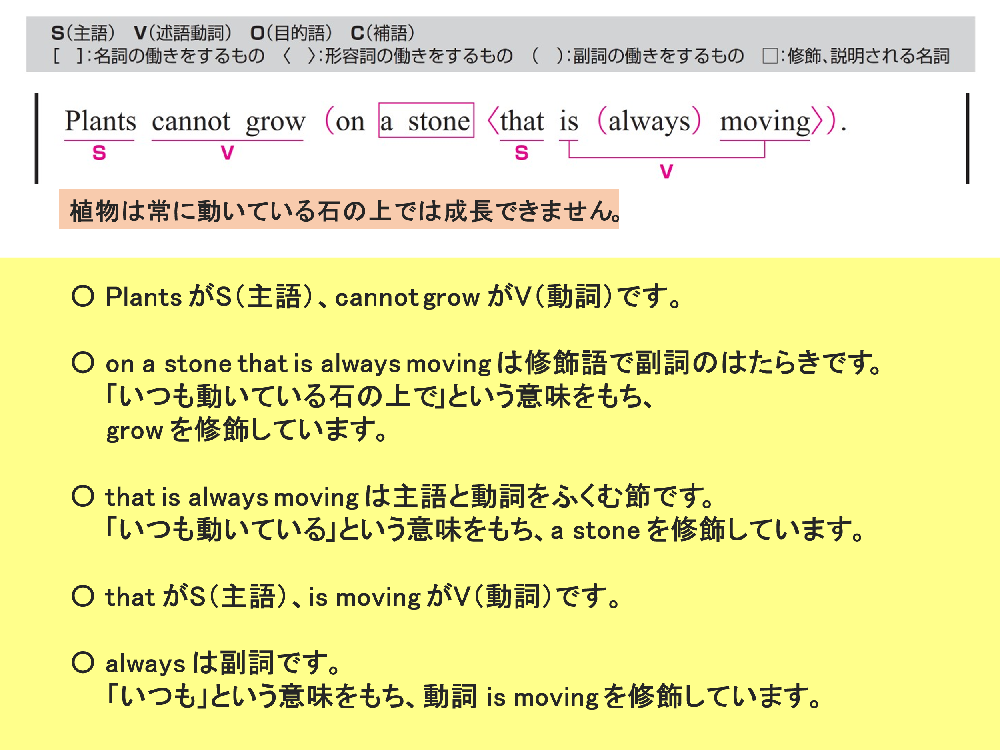 S（主語）　V（述語動詞）　O（目的語）　C（補語）
［　］：名詞の働きをするもの　〈　〉：形容詞の働きをするもの　（　）：副詞の働きをするもの　□：修飾、説明される名詞
Plants cannot grow (on a stone 〈that is (always) moving〉).
S V S
V
植物は常に動いている石の上では成長できません。
○ Plants がS（主語）、cannot grow がV（動詞）です。
○ on a stone that is always moving は修飾語で副詞のはたらきです。
「いつも動いている石の上で」という意味をもち、
grow を修飾しています。
○ that is always moving は主語と動詞をふくむ節です。
「いつも動いている」という意味をもち、a stone を修飾しています。
○ that がS（主語）、is moving がV（動詞）です。
○ always は副詞です。
「いつも」という意味をもち、動詞 is moving を修飾しています。